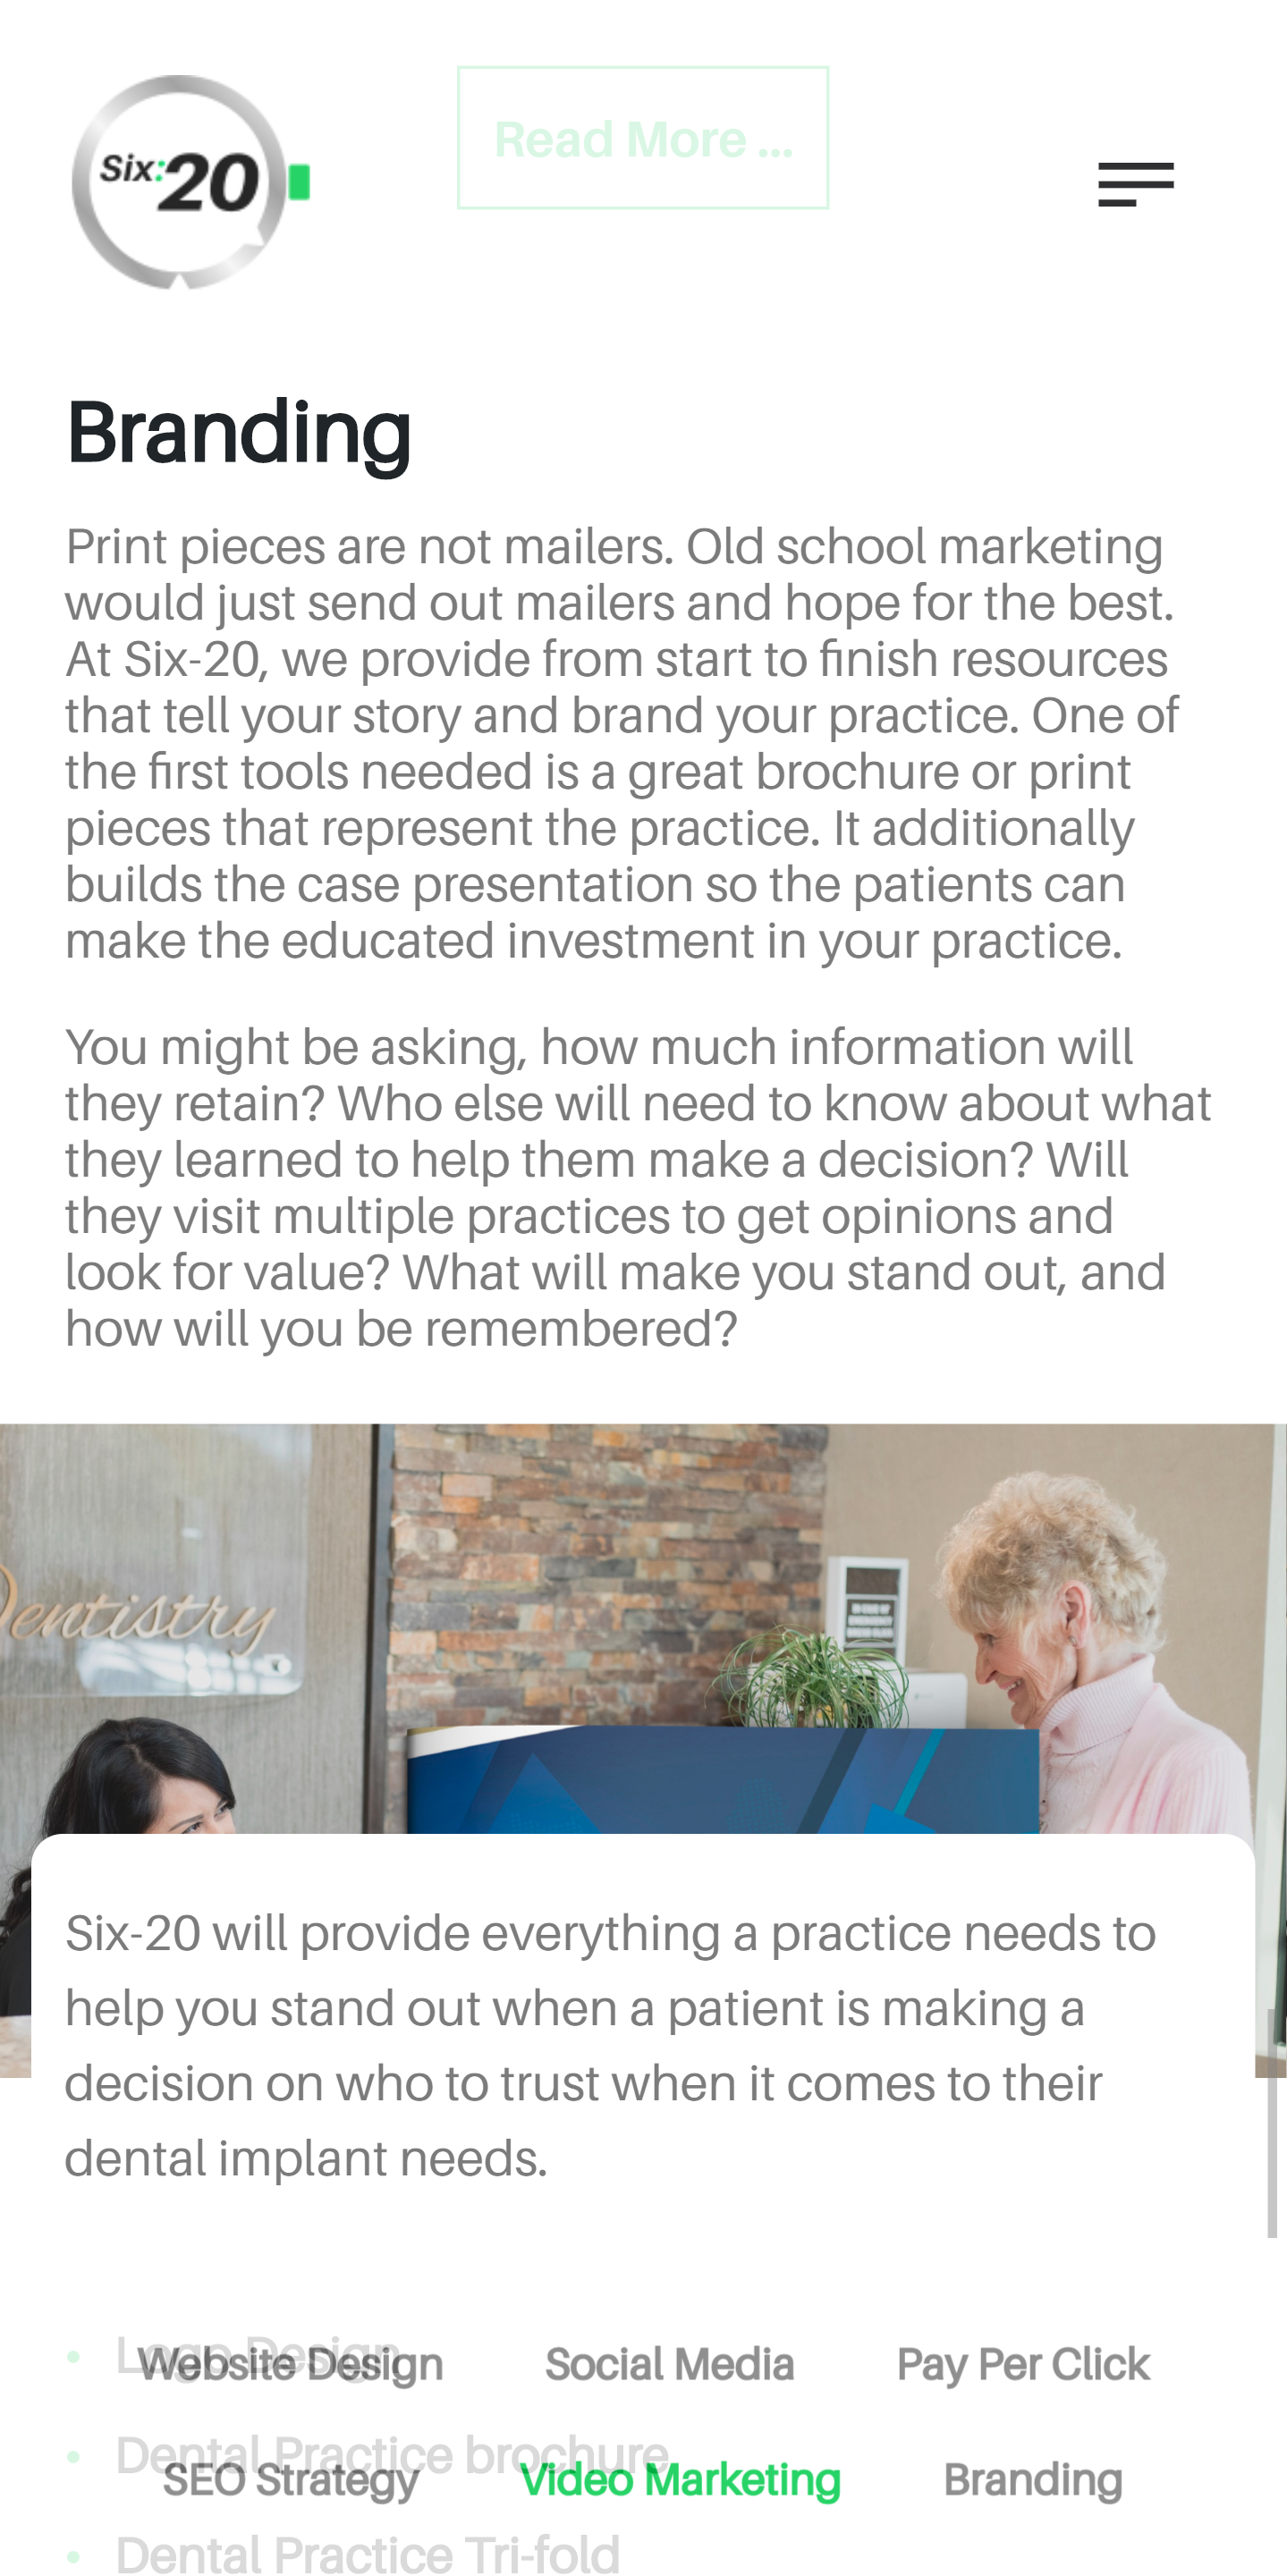 Six:20
Read More ...
Branding
Print pieces are not mailers. Old school marketing
would just send out mailers and hope for the best.
At Six-20, we provide from start to finish resources
that tell your story and brand your practice. One of
the first tools needed is a great brochure or print
pieces that represent the practice. It additionally
builds the case presentation so the patients can
make the educated investment in your practice.
You might be asking, how much information will
they retain? Who else will need to know about what
they learned to help them make a decision? Will
they visit multiple practices to get opinions and
look for value? What will make you stand out, and
how will you be remembered?
Dentistry
Six-20 will provide everything a practice needs to
help you stand out when a patient is making a
decision on who to trust when it comes to their
dental implant needs.
• Logo Design
Website Design Social Media Pay Per Click
• Dental Practice brochure
SEO Strategy Video Marketing Branding
• Dental Practice Tri-fold